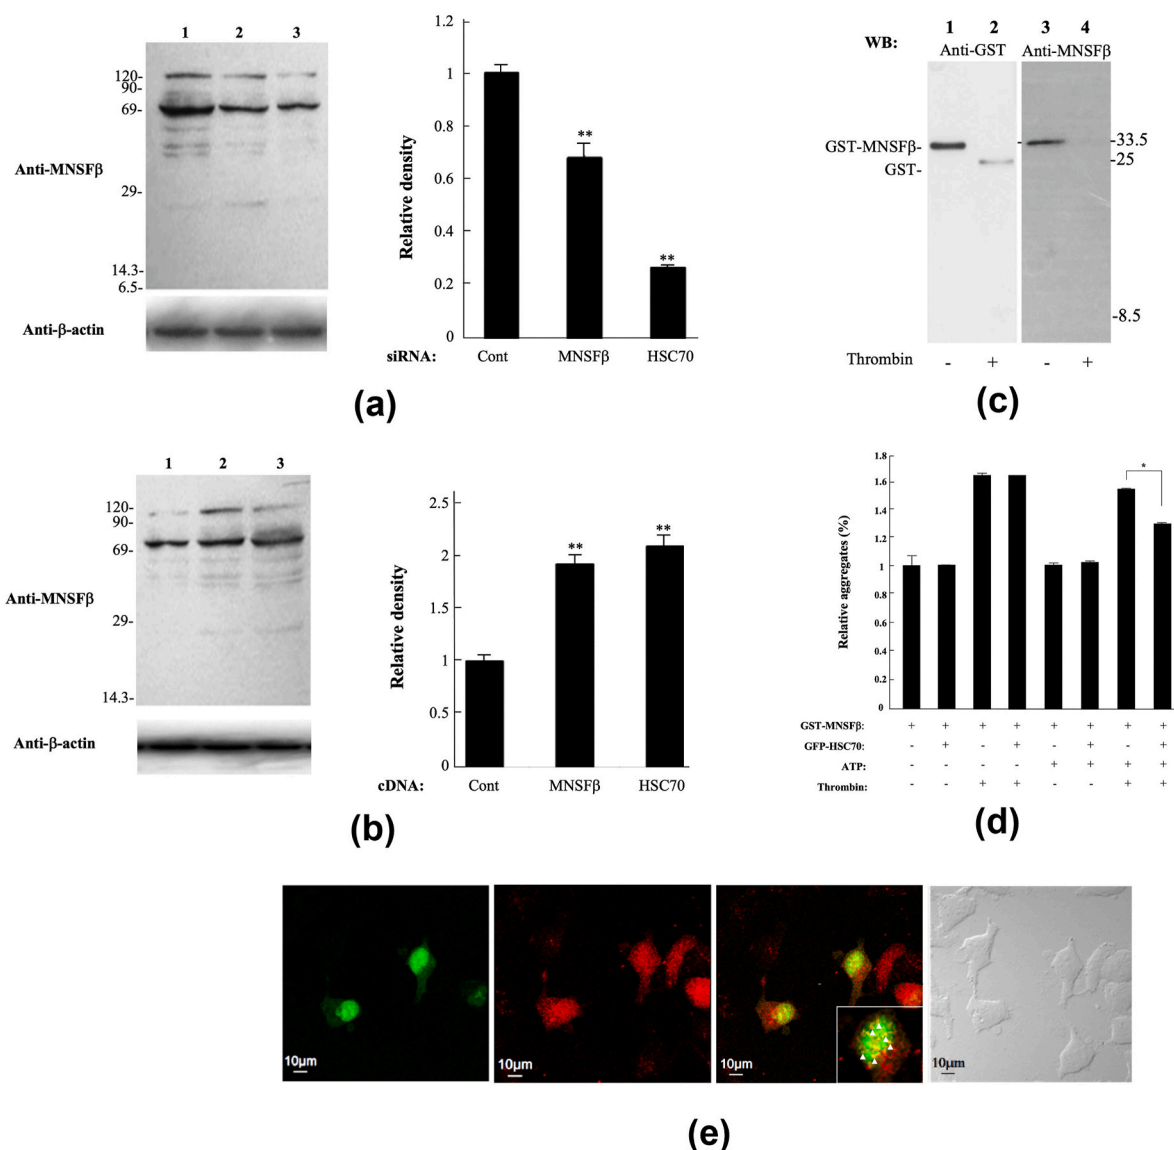 1 2 3
120-
90-
69-
Anti-MNSFβ
29-
14.3-
6.5-
Anti-β-actin
1.2
1
0.8
0.6
0.4
0.2
0
Relative density
**
**
siRNA: Cont MNSFβ HSC70
(a)
1 2 3 4
WB: Anti-GST Anti-MNSFβ
GST-MNSFβ-
GST-
-33.5
-25
-8.5
Thrombin - + - +
(c)
1 2 3
120-
90-
69-
Anti-MNSFβ
29-
14.3-
Anti-β-actin
2.5
2
1.5
1
0.5
0
Relative density
**
**
cDNA: Cont MNSFβ HSC70
(b)
1.8
1.6
1.4
1.2
1
1.6
1.4
0.2
0
Relative aggregates (%)
*
GST-MNSFβ: + + + + + + + +
GFP-HSC70: - + - + - + - +
ATP: - - - - + + + +
Thrombin: - - + + - - + +
(d)
10μm
10μm
10μm
10μm
(e)